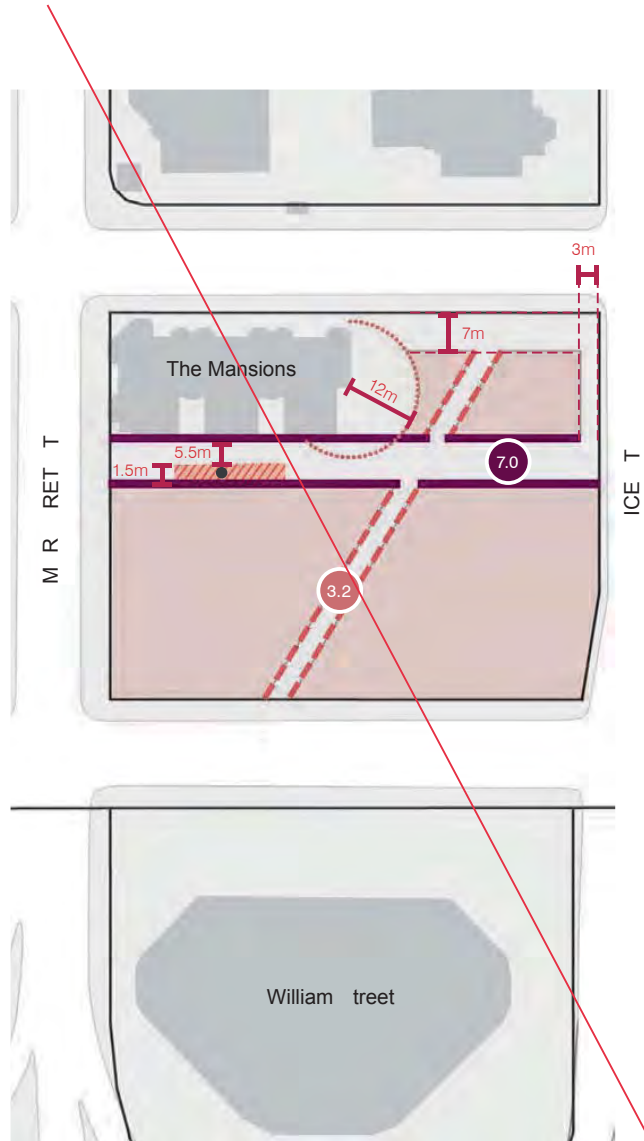 3m
7m
The Mansions
12m
5.5m
7.0
1.5m
M R RET T
ICE T
3.2
William treet